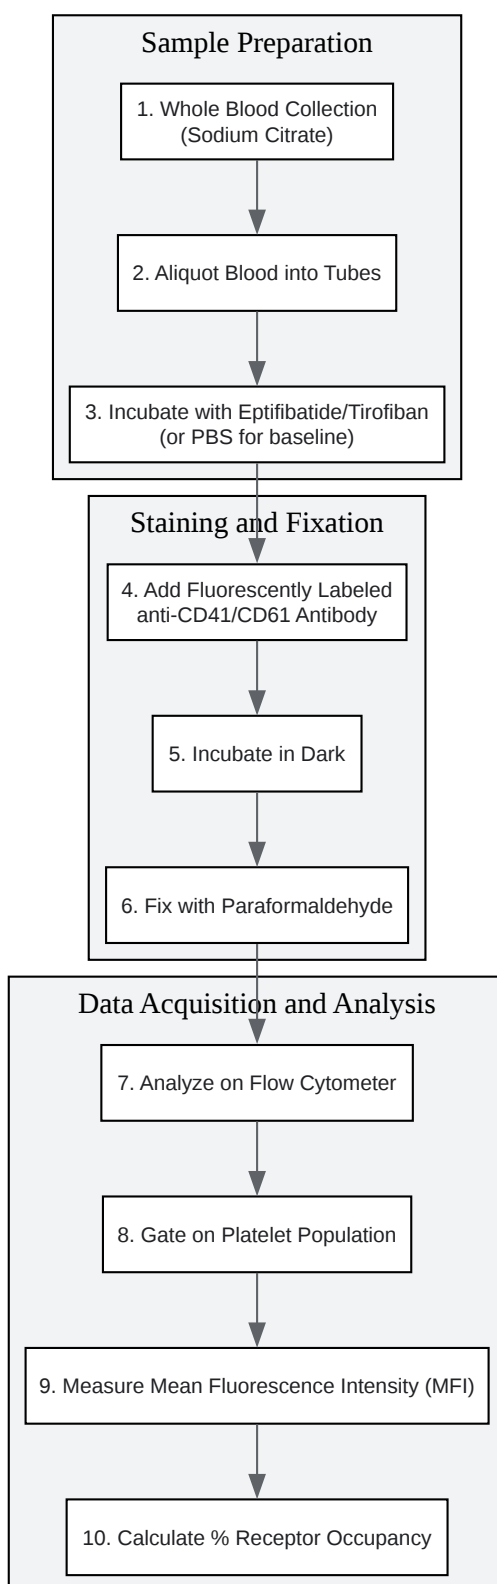 Sample Preparation
1. Whole Blood Collection
(Sodium Citrate)
2. Aliquot Blood into Tubes
3. Incubate with Eptifibatide/Tirofiban
(or PBS for baseline)
Staining and Fixation
4. Add Fluorescently Labeled
anti-CD41/CD61 Antibody
5. Incubate in Dark
6. Fix with Paraformaldehyde
Data Acquisition and Analysis
7. Analyze on Flow Cytometer
8. Gate on Platelet Population
9. Measure Mean Fluorescence Intensity (MFI)
10. Calculate % Receptor Occupancy